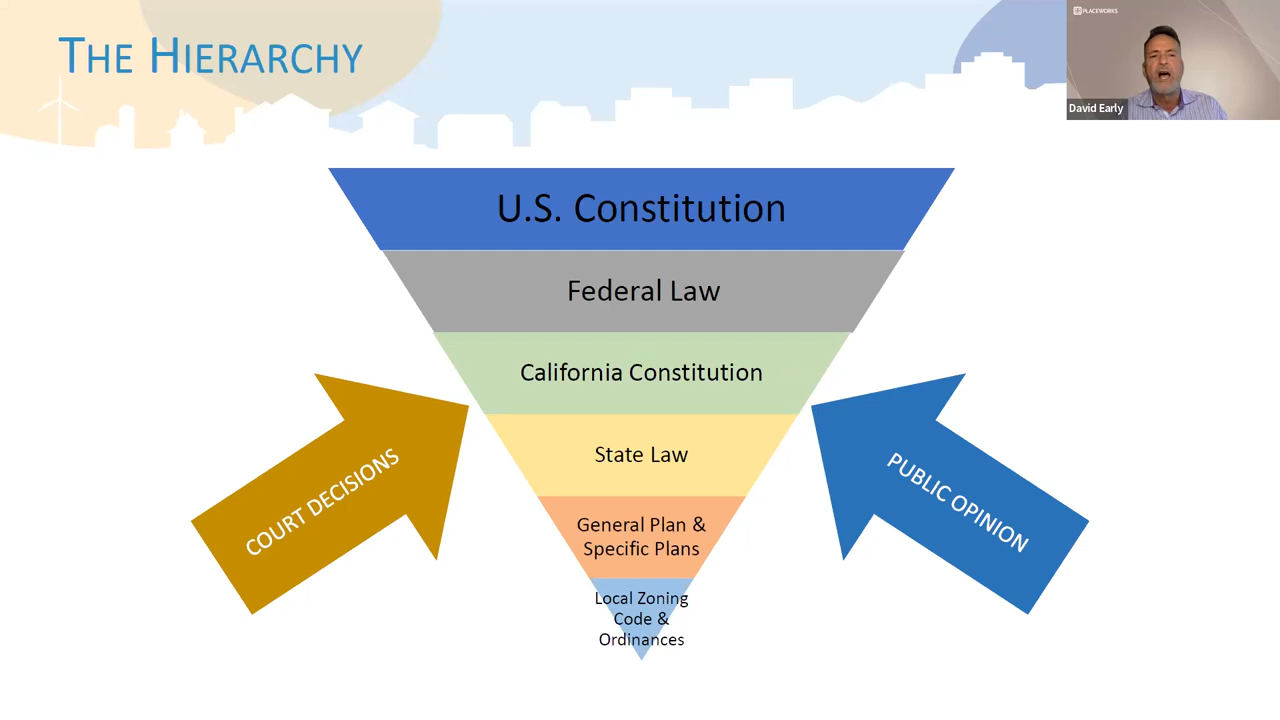 THE HIERARCHY
PLACEWORKS
David Early
U.S. Constitution
Federal Law
California Constitution
State Law
General Plan &
Specific Plans
Local Zoning
Code &
Ordinances
COURT DECISIONS
PUBLIC OPINION